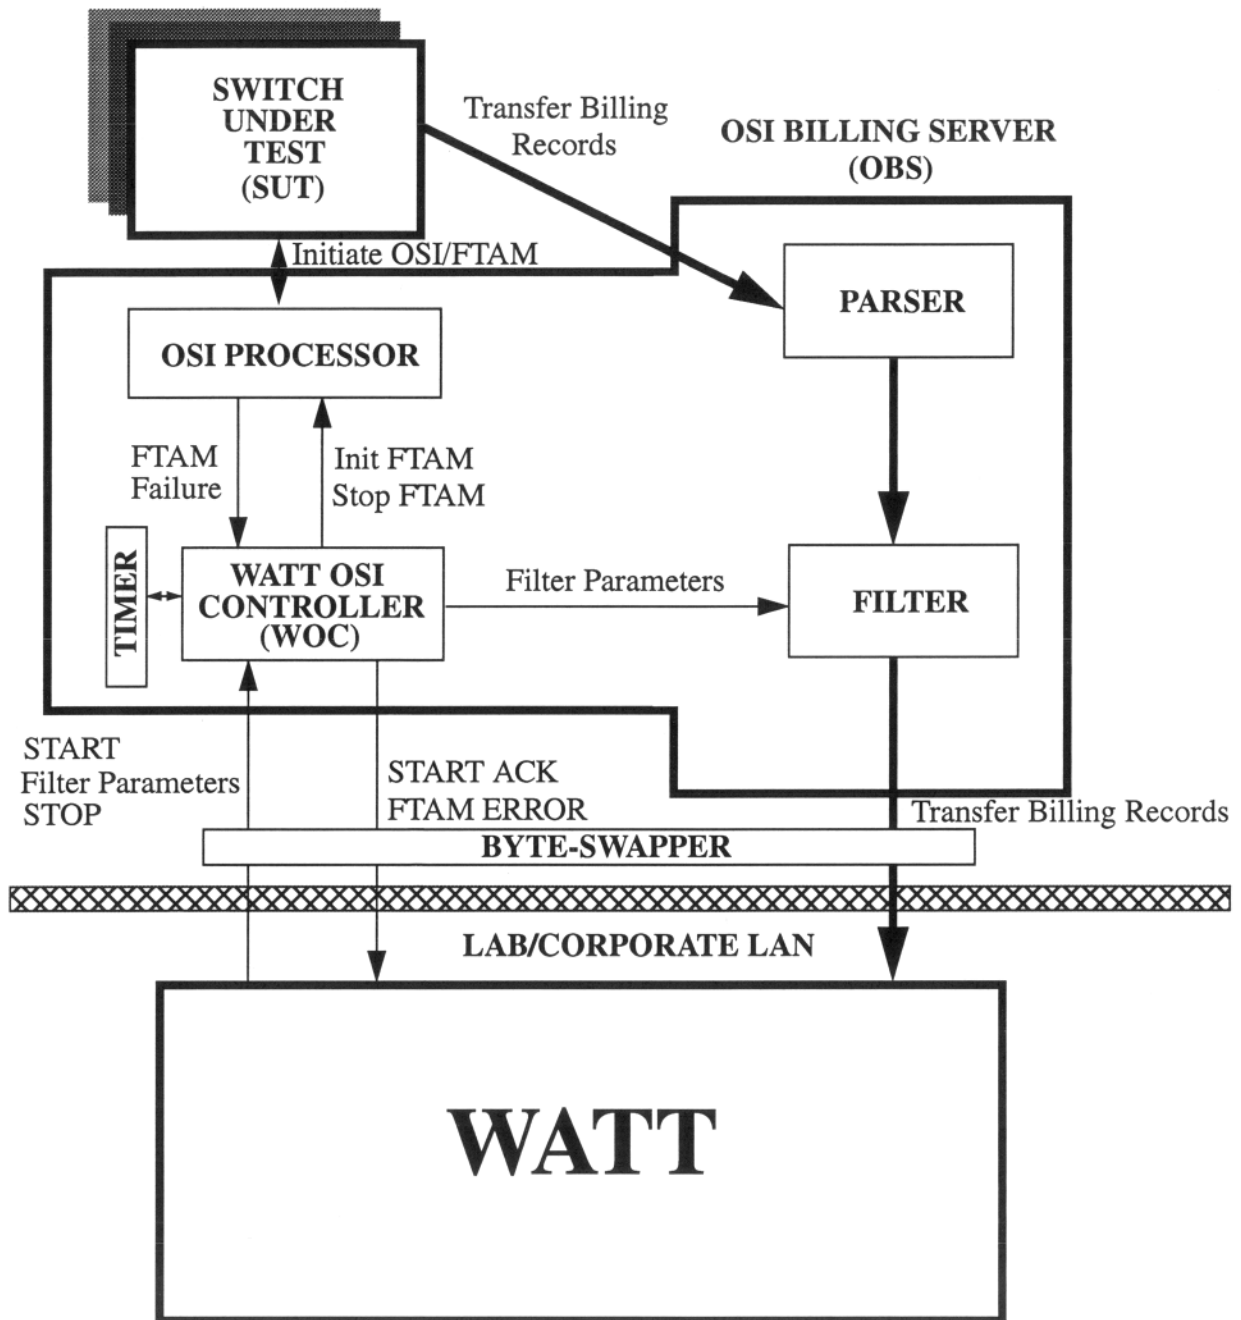 SWITCH
UNDER
TEST
(SUT)
Transfer Billing
Records
OSI BILLING SERVER
(OBS)
Initiate OSI/FTAM
PARSER
OSI PROCESSOR
FTAM
Failure
Init FTAM
Stop FTAM
TIMER
WATT OSI
CONTROLLER
(WOC)
Filter Parameters
FILTER
START
Filter Parameters
STOP
START ACK
FTAM ERROR
Transfer Billing Records
BYTE-SWAPPER
LAB/CORPORATE LAN
WATT